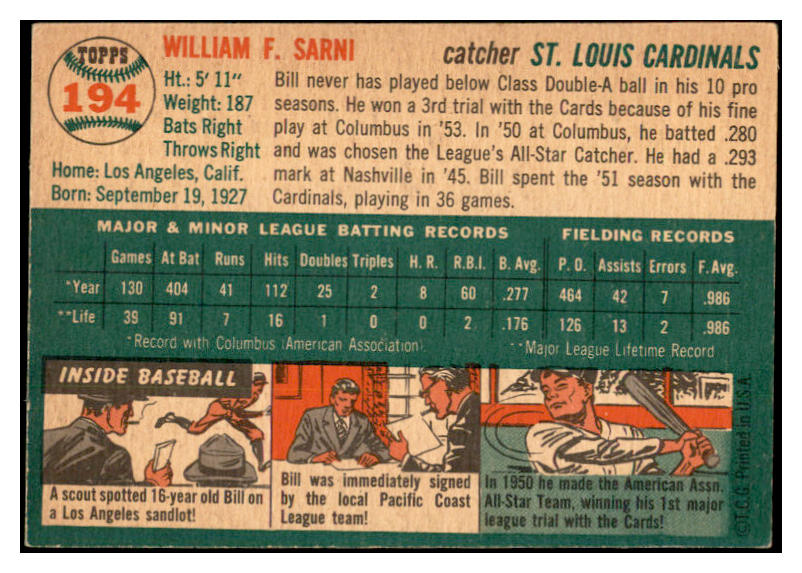 TOPPS
194
WILLIAM F. SARNI
catcher ST. LOUIS CARDINALS
Ht.: 5' 11"
Weight: 187
Bats Right
Throws Right
Home: Los Angeles, Calif.
Born: September 19, 1927
Bill never has played below Class Double-A ball in his 10 pro
seasons. He won a 3rd trial with the Cards because of his fine
play at Columbus in '53. In '50 at Columbus, he batted .280
and was chosen the League's All-Star Catcher. He had a .293
mark at Nashville in '45. Bill spent the '51 season with the
Cardinals, playing in 36 games.
MAJOR & MINOR LEAGUE BATTING RECORDS FIELDING RECORDS
Games At Bat Runs Hits Doubles Triples H. R. R.B.I. B. Avg. P. O. Assists Errors F. Avg.
*Year 130 404 41 112 25 2 8 60 .277 464 42 7 .986
**Life 39 91 7 16 1 0 0 2 .176 126 13 2 .986
*Record with Columbus (American Association). **Major League Lifetime Record
INSIDE BASEBALL
A scout spotted 16-year old Bill on
a Los Angeles sandlot!
Bill was immediately signed
by the local Pacific Coast
League team!
In 1950 he made the American Assn.
All-Star Team, winning his 1st major
league trial with the Cards!
©T.C.G. Printed in U.S.A.